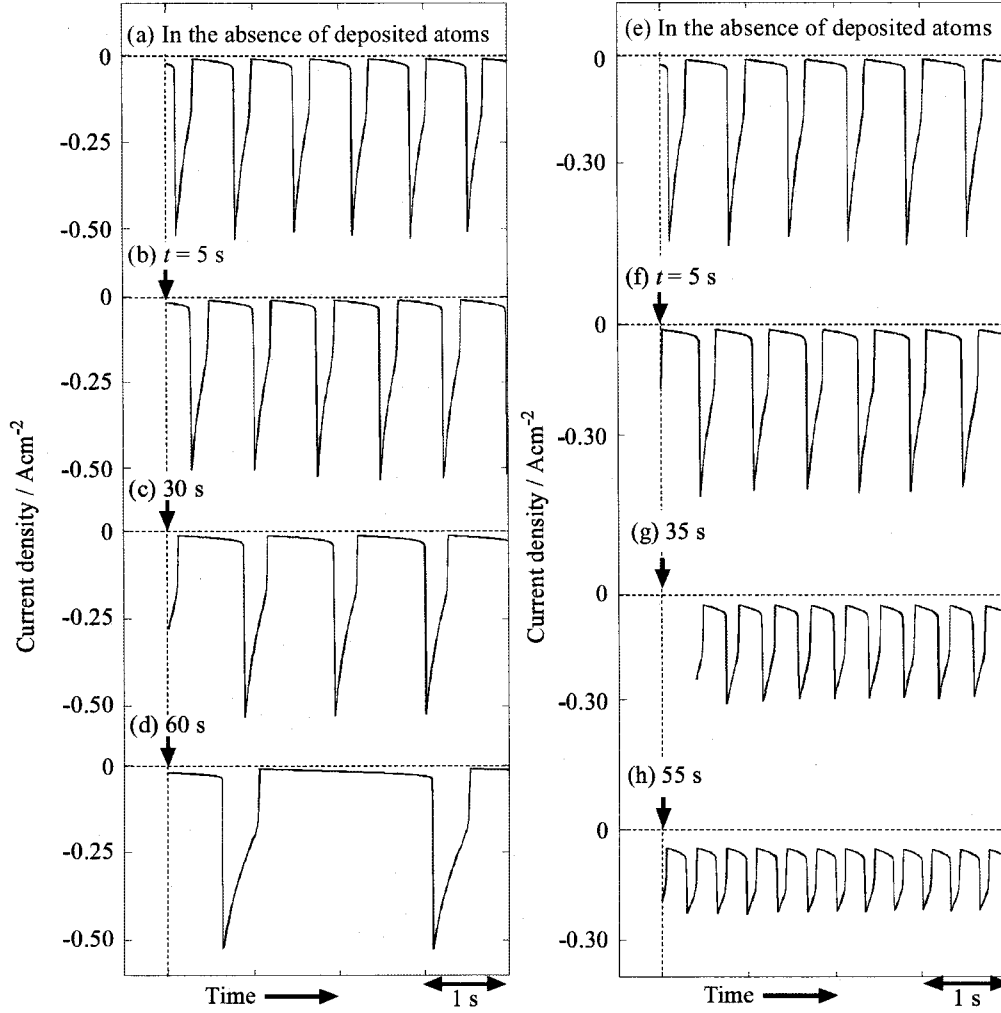 (a) In the absence of deposited atoms
0
-0.25
-0.50
(b) t = 5 s
0
-0.25
-0.50
(c) 30 s
0
-0.25
-0.50
(d) 60 s
0
-0.25
-0.50
Current density / Acm⁻²
Time
1 s
(e) In the absence of deposited atoms
0
-0.30
(f) t = 5 s
0
-0.30
(g) 35 s
0
-0.30
(h) 55 s
0
-0.30
Current density / Acm⁻²
Time
1 s